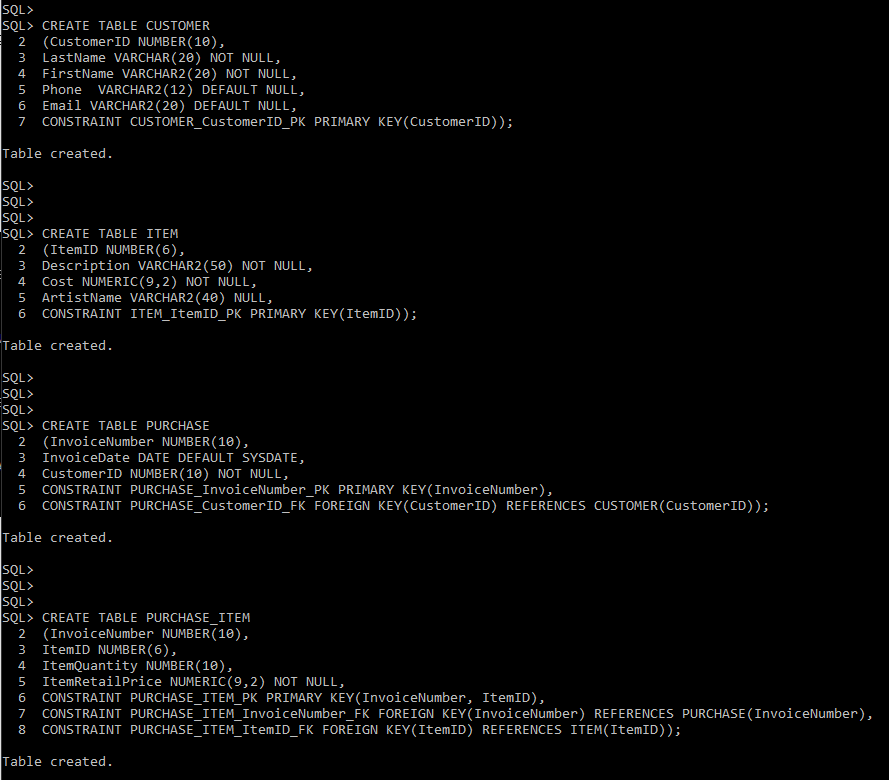 SQL>
SQL> CREATE TABLE CUSTOMER
  2  (CustomerID NUMBER(10),
  3  LastName VARCHAR(20) NOT NULL,
  4  FirstName VARCHAR2(20) NOT NULL,
  5  Phone  VARCHAR2(12) DEFAULT NULL,
  6  Email VARCHAR2(20) DEFAULT NULL,
  7  CONSTRAINT CUSTOMER_CustomerID_PK PRIMARY KEY(CustomerID));
Table created.
SQL>
SQL>
SQL>
SQL> CREATE TABLE ITEM
  2  (ItemID NUMBER(6),
  3  Description VARCHAR2(50) NOT NULL,
  4  Cost NUMERIC(9,2) NOT NULL,
  5  ArtistName VARCHAR2(40) NULL,
  6  CONSTRAINT ITEM_ItemID_PK PRIMARY KEY(ItemID));
Table created.
SQL>
SQL>
SQL>
SQL> CREATE TABLE PURCHASE
  2  (InvoiceNumber NUMBER(10),
  3  InvoiceDate DATE DEFAULT SYSDATE,
  4  CustomerID NUMBER(10) NOT NULL,
  5  CONSTRAINT PURCHASE_InvoiceNumber_PK PRIMARY KEY(InvoiceNumber),
  6  CONSTRAINT PURCHASE_CustomerID_FK FOREIGN KEY(CustomerID) REFERENCES CUSTOMER(CustomerID));
Table created.
SQL>
SQL>
SQL>
SQL> CREATE TABLE PURCHASE_ITEM
  2  (InvoiceNumber NUMBER(10),
  3  ItemID NUMBER(6),
  4  ItemQuantity NUMBER(10),
  5  ItemRetailPrice NUMERIC(9,2) NOT NULL,
  6  CONSTRAINT PURCHASE_ITEM_PK PRIMARY KEY(InvoiceNumber, ItemID),
  7  CONSTRAINT PURCHASE_ITEM_InvoiceNumber_FK FOREIGN KEY(InvoiceNumber) REFERENCES PURCHASE(InvoiceNumber),
  8  CONSTRAINT PURCHASE_ITEM_ItemID_FK FOREIGN KEY(ItemID) REFERENCES ITEM(ItemID));
Table created.